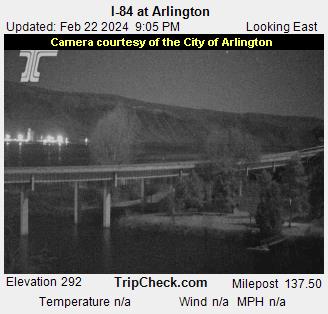 I-84 at Arlington
Updated: Feb 22 2024 9:05 PM Looking East
Camera courtesy of the City of Arlington
Elevation 292 TripCheck.com Milepost 137.50
Temperature n/a Wind n/a MPH n/a